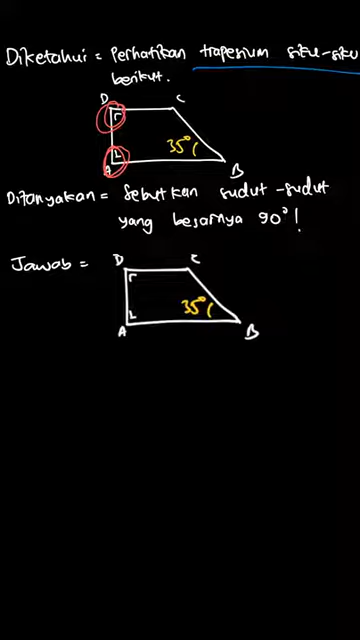 Diketahui = Perhatikan trapesium siku-siku
berikut.
D C
35°
A B
Ditanyakan = Sebutkan sudut-sudut
yang besarnya 90°!
Jawab = D C
35°
A B